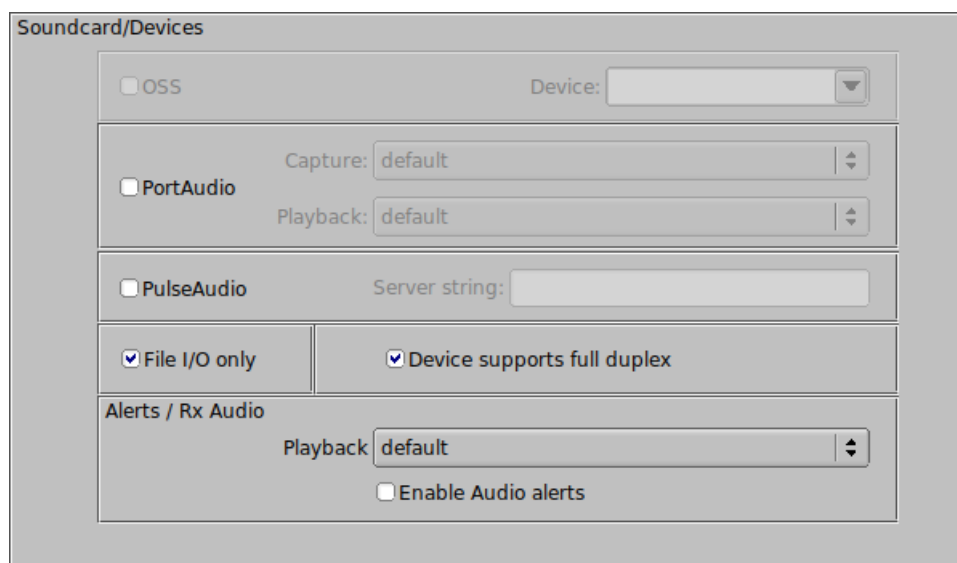 Soundcard/Devices
OSS Device:
Capture: default
PortAudio
Playback: default
PulseAudio Server string:
File I/O only Device supports full duplex
Alerts / Rx Audio
Playback default
Enable Audio alerts